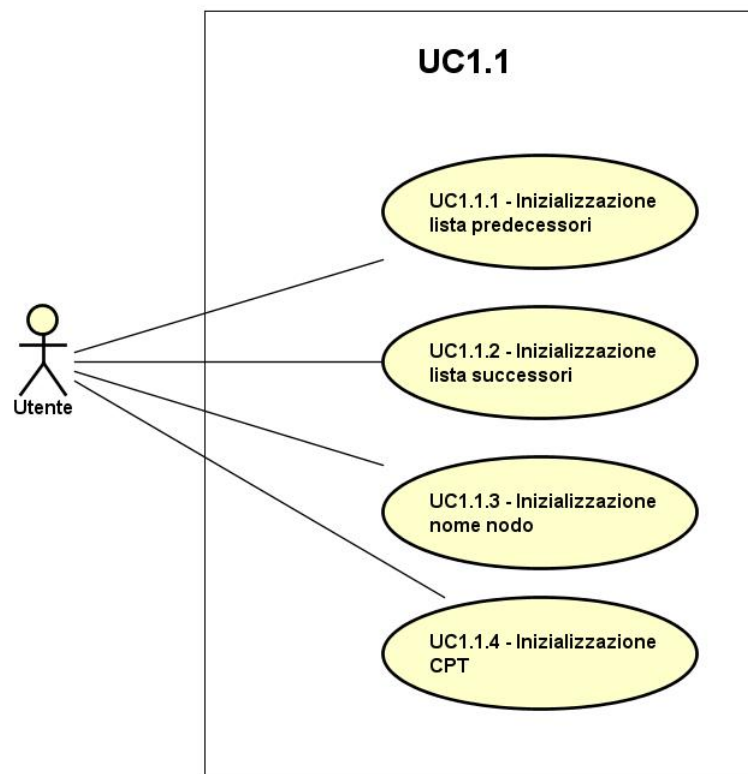 UC1.1
UC1.1.1 - Inizializzazione
lista predecessori
UC1.1.2 - Inizializzazione
lista successori
Utente
UC1.1.3 - Inizializzazione
nome nodo
UC1.1.4 - Inizializzazione
CPT